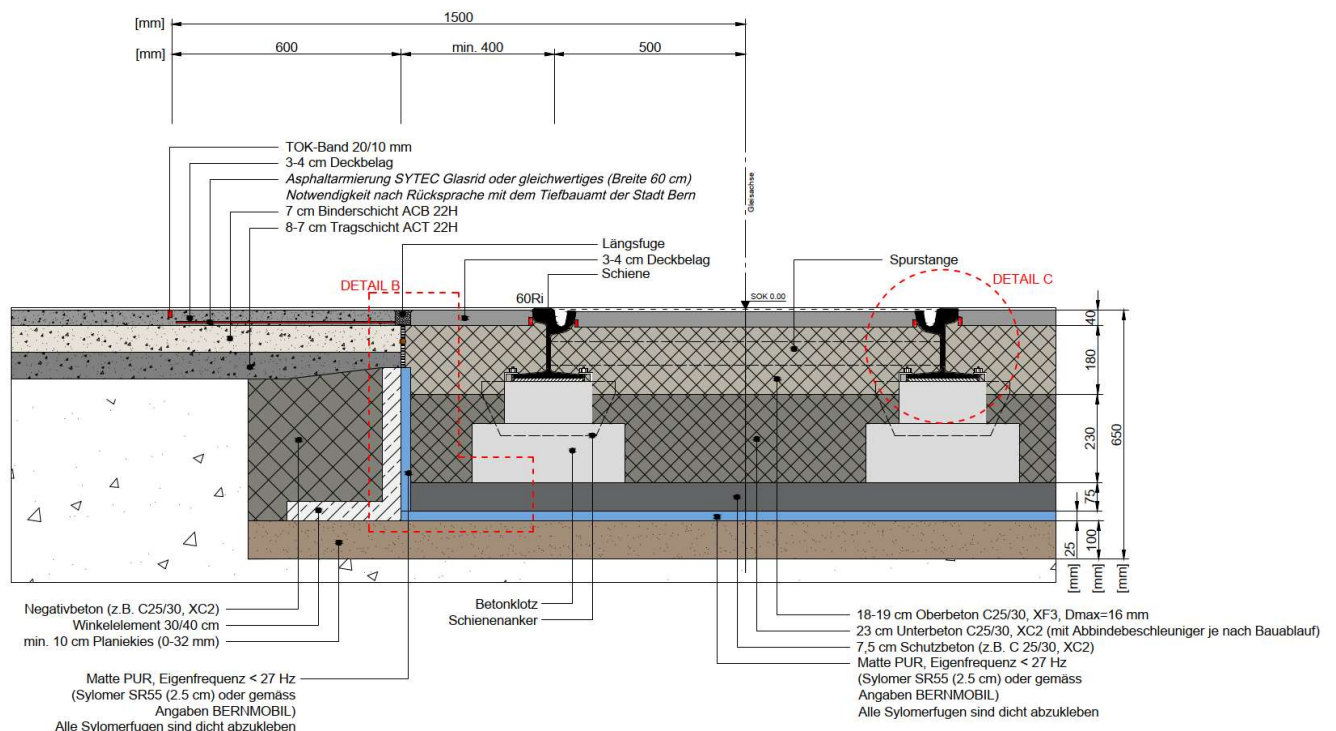 [mm]
1500
[mm]
600
min. 400
500
TOK-Band 20/10 mm
3-4 cm Deckbelag
Asphaltarmierung SYTEC Glasrid oder gleichwertiges (Breite 60 cm)
Notwendigkeit nach Rücksprache mit dem Tiefbauamt der Stadt Bern
7 cm Binderschicht ACB 22H
8-7 cm Tragschicht ACT 22H
Gleisachse
Längsfuge
3-4 cm Deckbelag
Schiene
Spurstange
DETAIL B
DETAIL C
60Ri
SOK 0.00
40
180
230
650
75
25
100
[mm]
[mm]
[mm]
Negativbeton (z.B. C25/30, XC2)
Winkelelement 30/40 cm
min. 10 cm Planiekies (0-32 mm)
Matte PUR, Eigenfrequenz < 27 Hz
(Sylomer SR55 (2.5 cm) oder gemäss
Angaben BERNMOBIL)
Alle Sylomerfugen sind dicht abzukleben
Betonklotz
Schienenanker
18-19 cm Oberbeton C25/30, XF3, Dmax=16 mm
23 cm Unterbeton C25/30, XC2 (mit Abbindebeschleuniger je nach Bauablauf)
7,5 cm Schutzbeton (z.B. C 25/30, XC2)
Matte PUR, Eigenfrequenz < 27 Hz
(Sylomer SR55 (2.5 cm) oder gemäss
Angaben BERNMOBIL)
Alle Sylomerfugen sind dicht abzukleben